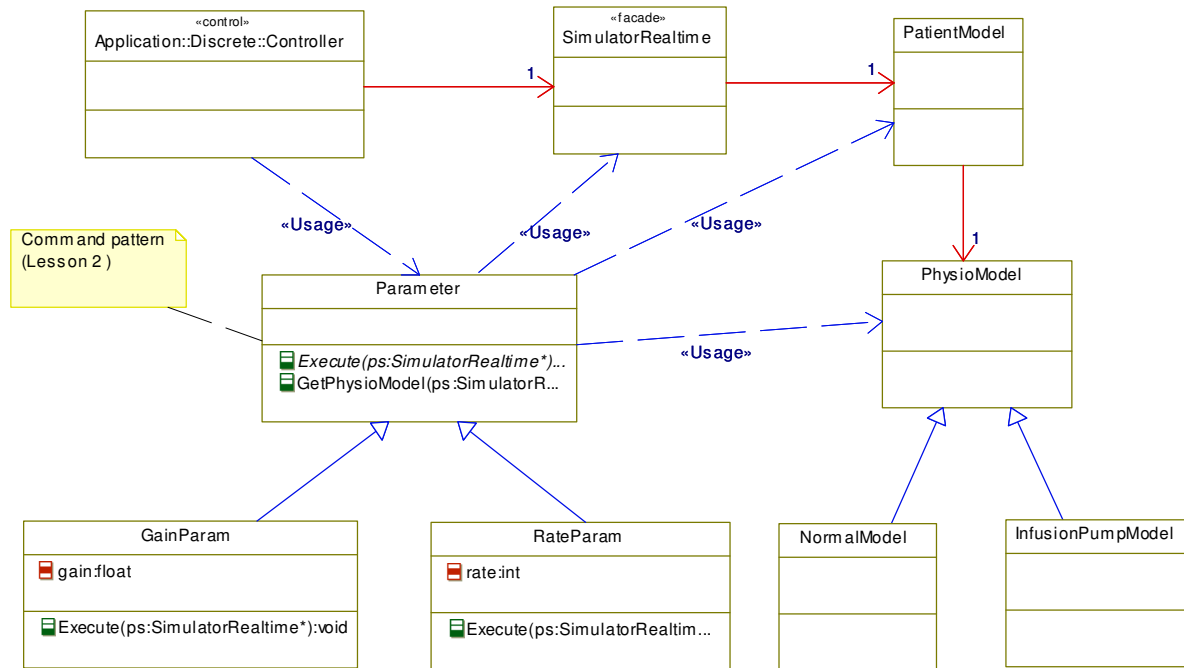 «control»
Application::Discrete::Controller
«facade»
SimulatorRealtime
PatientModel
1
1
«Usage»
«Usage»
«Usage»
1
Command pattern
(Lesson 2 )
Parameter
Execute(ps:SimulatorRealtime*)...
GetPhysioModel(ps:SimulatorR...
«Usage»
PhysioModel
GainParam
gain:float
Execute(ps:SimulatorRealtime*):void
RateParam
rate:int
Execute(ps:SimulatorRealtim...
NormalModel
InfusionPumpModel